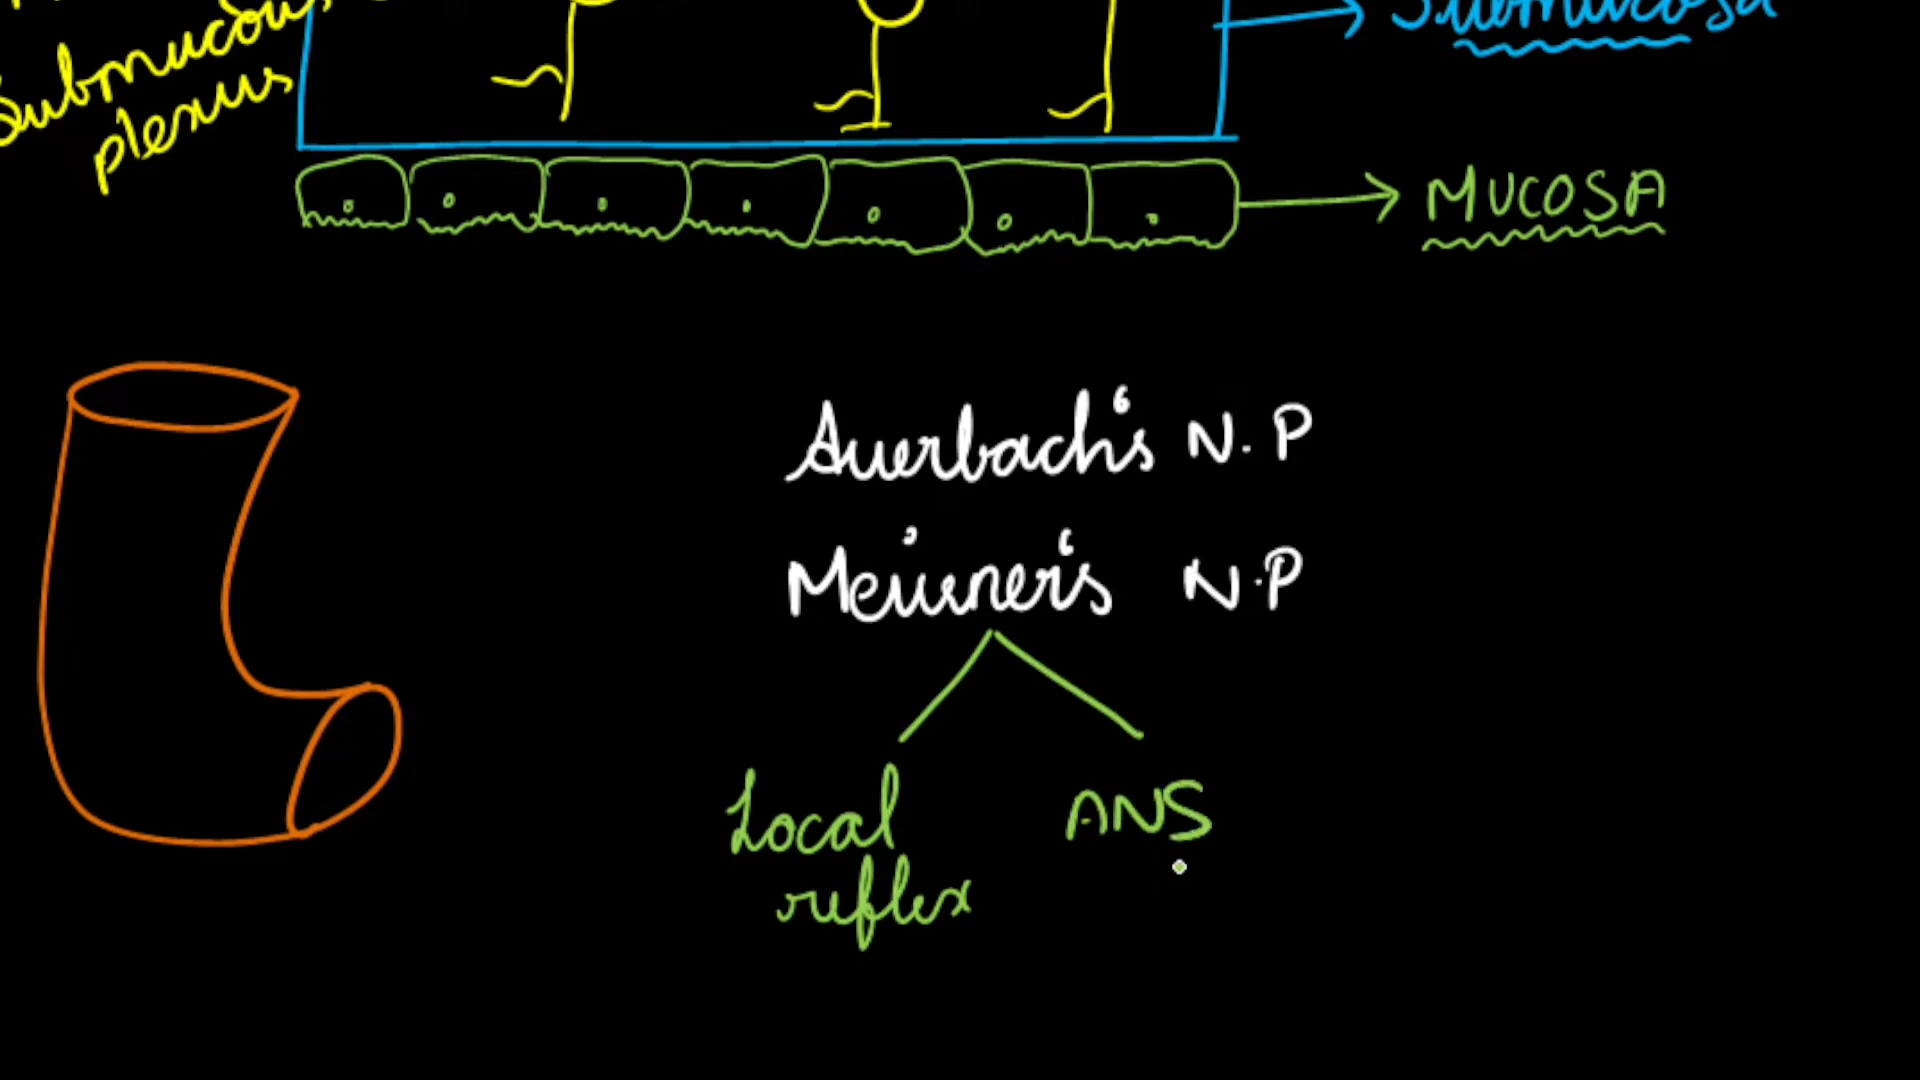 Submucous
plexus
Submucosa
MUCOSA
Auerbach's N.P
Meissner's N.P
Local
reflex
ANS